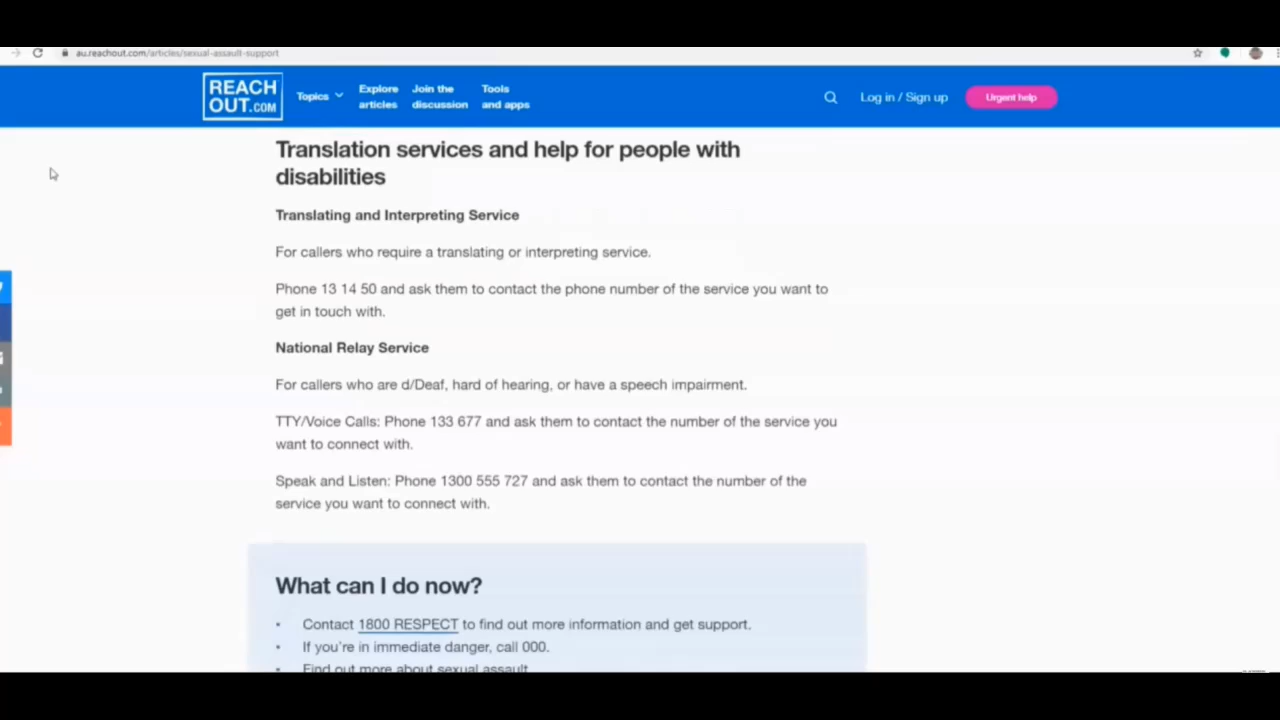 au.reachout.com/articles/sexual-assault-support
REACH
OUT.COM
Topics
Explore
articles
Join the
discussion
Tools
and apps
Log in / Sign up
Urgent help
Translation services and help for people with
disabilities
Translating and Interpreting Service
For callers who require a translating or interpreting service.
Phone 13 14 50 and ask them to contact the phone number of the service you want to
get in touch with.
National Relay Service
For callers who are d/Deaf, hard of hearing, or have a speech impairment.
TTY/Voice Calls: Phone 133 677 and ask them to contact the number of the service you
want to connect with.
Speak and Listen: Phone 1300 555 727 and ask them to contact the number of the
service you want to connect with.
What can I do now?
• Contact 1800 RESPECT to find out more information and get support.
• If you're in immediate danger, call 000.
• Find out more about sexual assault